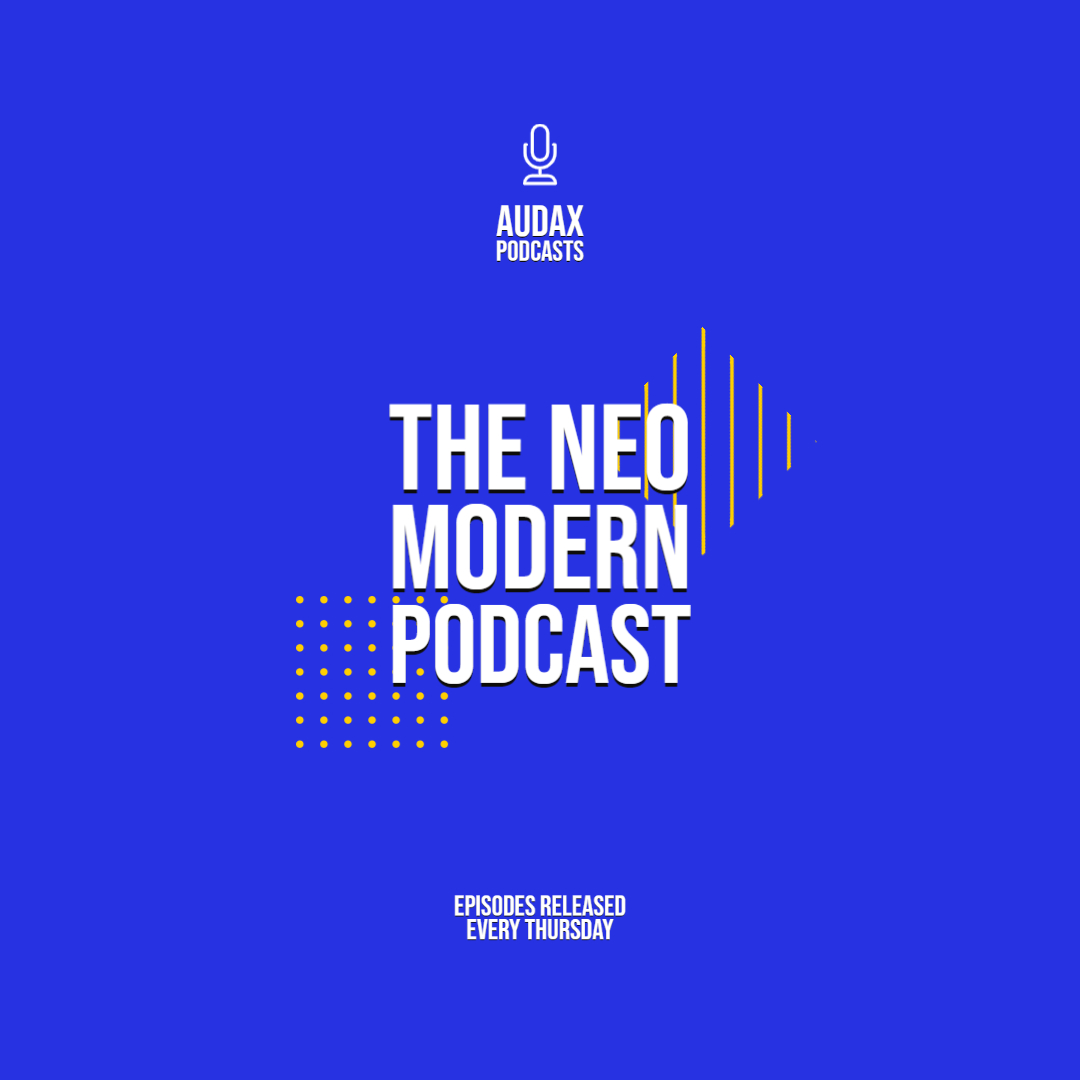 AUDAX
PODCASTS
THE NEO
MODERN
PODCAST
EPISODES RELEASED
EVERY THURSDAY